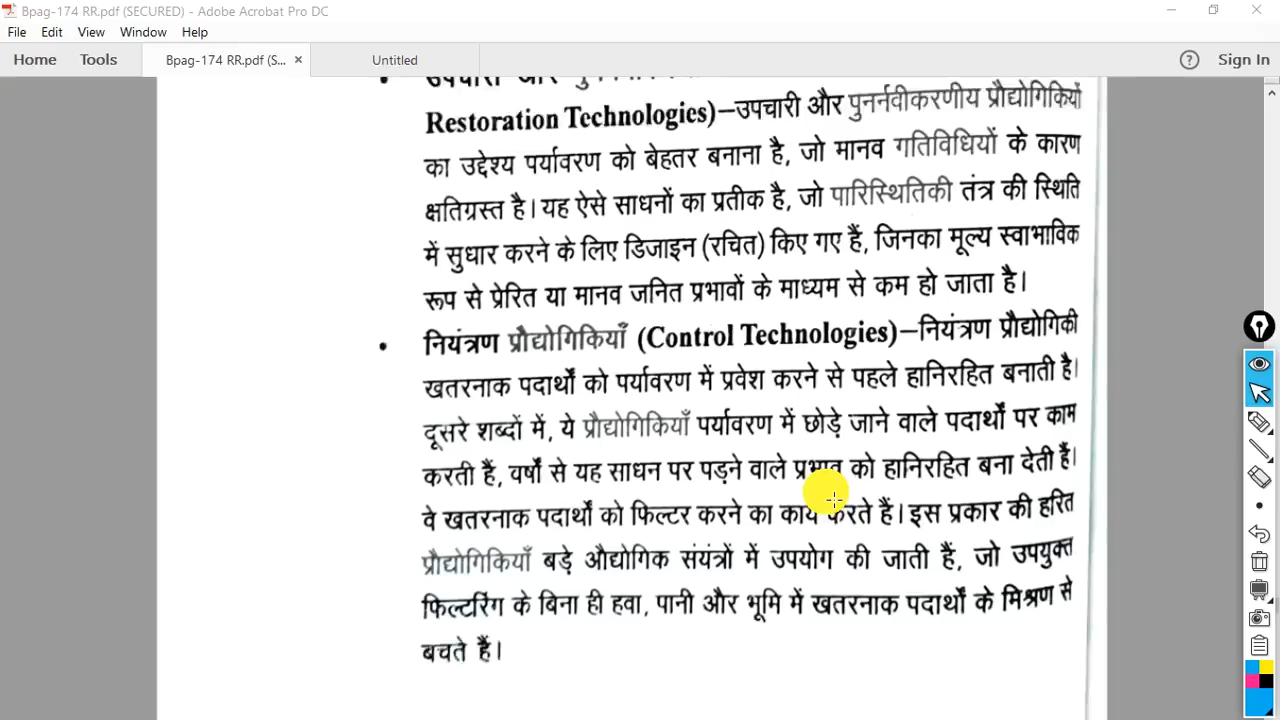 Bpag-174 RR.pdf (SECURED) - Adobe Acrobat Pro DC
File Edit View Window Help
Home Tools Bpag-174 RR.pdf (S... × Untitled ? Sign In
• उपचारी और
Restoration Technologies)–उपचारी और पुनर्नवीकरणीय प्रौद्योगिकियों
का उद्देश्य पर्यावरण को बेहतर बनाना है, जो मानव गतिविधियों के कारण
क्षतिग्रस्त है। यह ऐसे साधनों का प्रतीक है, जो पारिस्थितिकी तंत्र की स्थिति
में सुधार करने के लिए डिजाइन (रचित) किए गए हैं, जिनका मूल्य स्वाभाविक
रूप से प्रेरित या मानव जनित प्रभावों के माध्यम से कम हो जाता है।
• नियंत्रण प्रौद्योगिकियाँ (Control Technologies)–नियंत्रण प्रौद्योगिकी
खतरनाक पदार्थों को पर्यावरण में प्रवेश करने से पहले हानिरहित बनाती है।
दूसरे शब्दों में, ये प्रौद्योगिकियाँ पर्यावरण में छोड़े जाने वाले पदार्थों पर काम
करती हैं, वर्षों से यह साधन पर पड़ने वाले प्रभाव को हानिरहित बना देती हैं।
वे खतरनाक पदार्थों को फिल्टर करने का कार्य करते हैं। इस प्रकार की हरित
प्रौद्योगिकियाँ बड़े औद्योगिक संयंत्रों में उपयोग की जाती हैं, जो उपयुक्त
फिल्टरिंग के बिना ही हवा, पानी और भूमि में खतरनाक पदार्थों के मिश्रण से
बचते हैं।